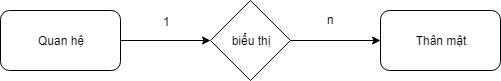 Quan hệ
1
biểu thị
n
Thân mật